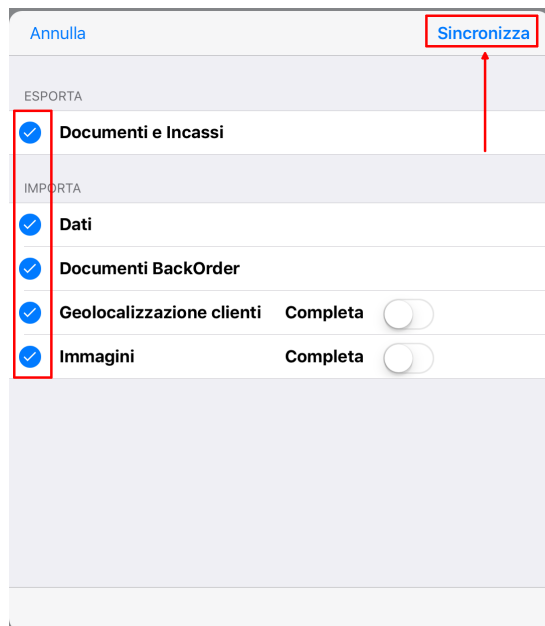 Annulla Sincronizza
ESPORTA
Documenti e Incassi
IMPORTA
Dati
Documenti BackOrder
Geolocalizzazione clienti Completa
Immagini Completa